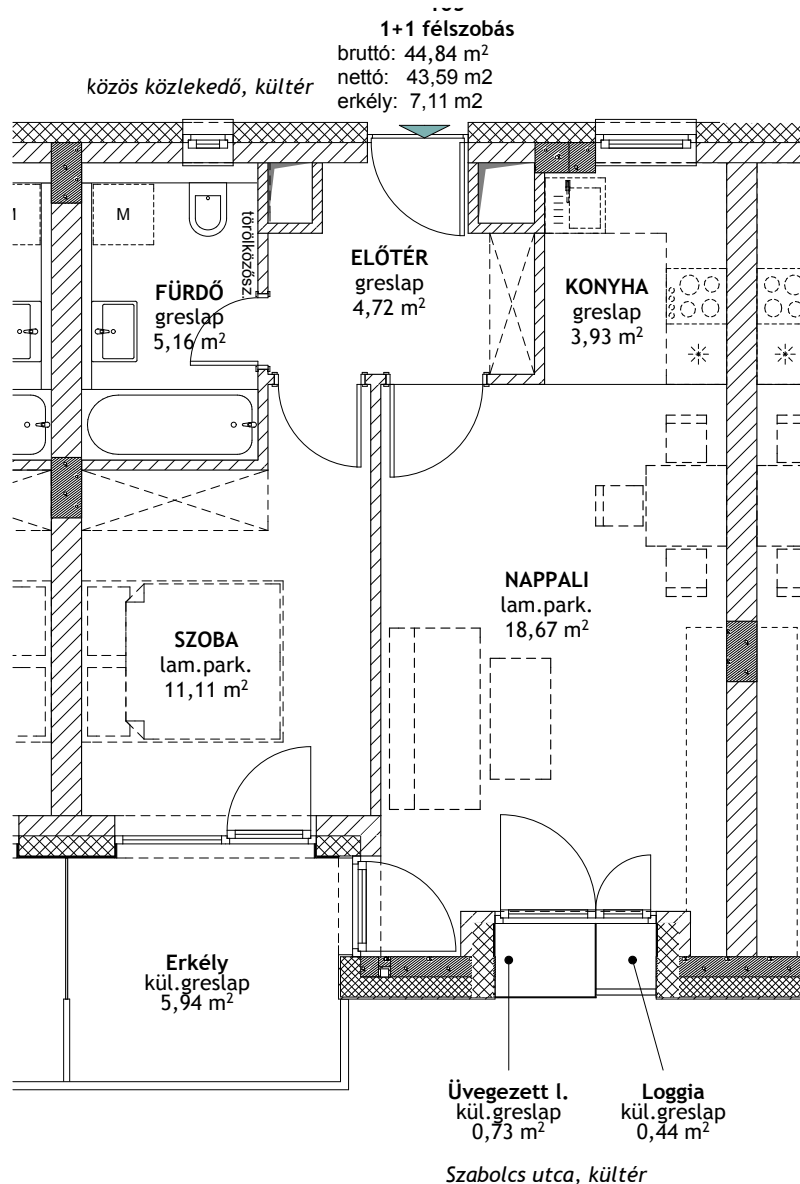 1+1 félszobás
bruttó: 44,84 m²
nettó: 43,59 m2
erkély: 7,11 m2
közös közlekedő, kültér
M
törölközősz.
FÜRDŐ
greslap
5,16 m²
ELŐTÉR
greslap
4,72 m²
KONYHA
greslap
3,93 m²
NAPPALI
lam.park.
18,67 m²
SZOBA
lam.park.
11,11 m²
Erkély
kül.greslap
5,94 m²
Üvegezett l.
kül.greslap
0,73 m²
Loggia
kül.greslap
0,44 m²
Szabolcs utca, kültér